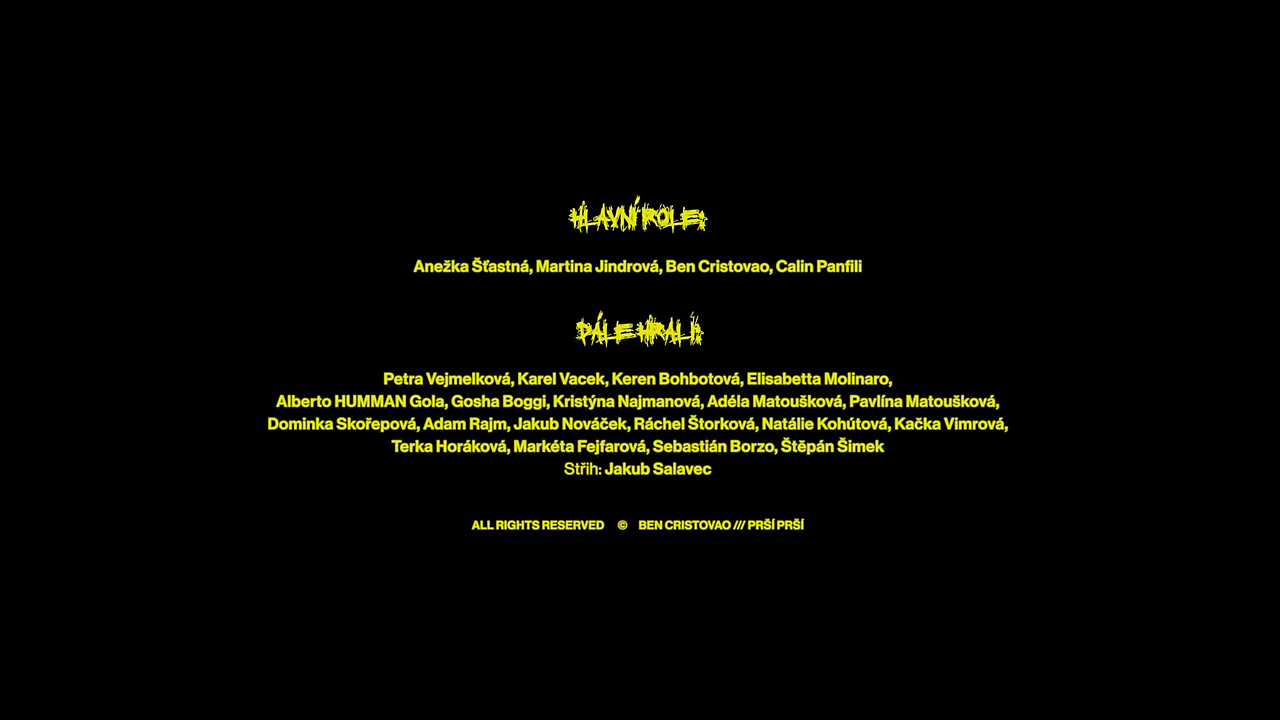 HLAVNÍ ROLE:
Anežka Šťastná, Martina Jindrová, Ben Cristovao, Calin Panfili
DÁLE HRÁLI:
Petra Vejmelková, Karel Vacek, Keren Bohbotová, Elisabetta Molinaro,
Alberto HUMMAN Gola, Gosha Boggi, Kristýna Najmanová, Adéla Matoušková, Pavlína Matoušková,
Dominka Skořepová, Adam Rajm, Jakub Nováček, Ráchel Štorková, Natálie Kohútová, Kačka Vimrová,
Terka Horáková, Markéta Fejfarová, Sebastián Borzo, Štěpán Šimek
Střih: Jakub Salavec
ALL RIGHTS RESERVED © BEN CRISTOVAO /// PRŠÍ PRŠÍ